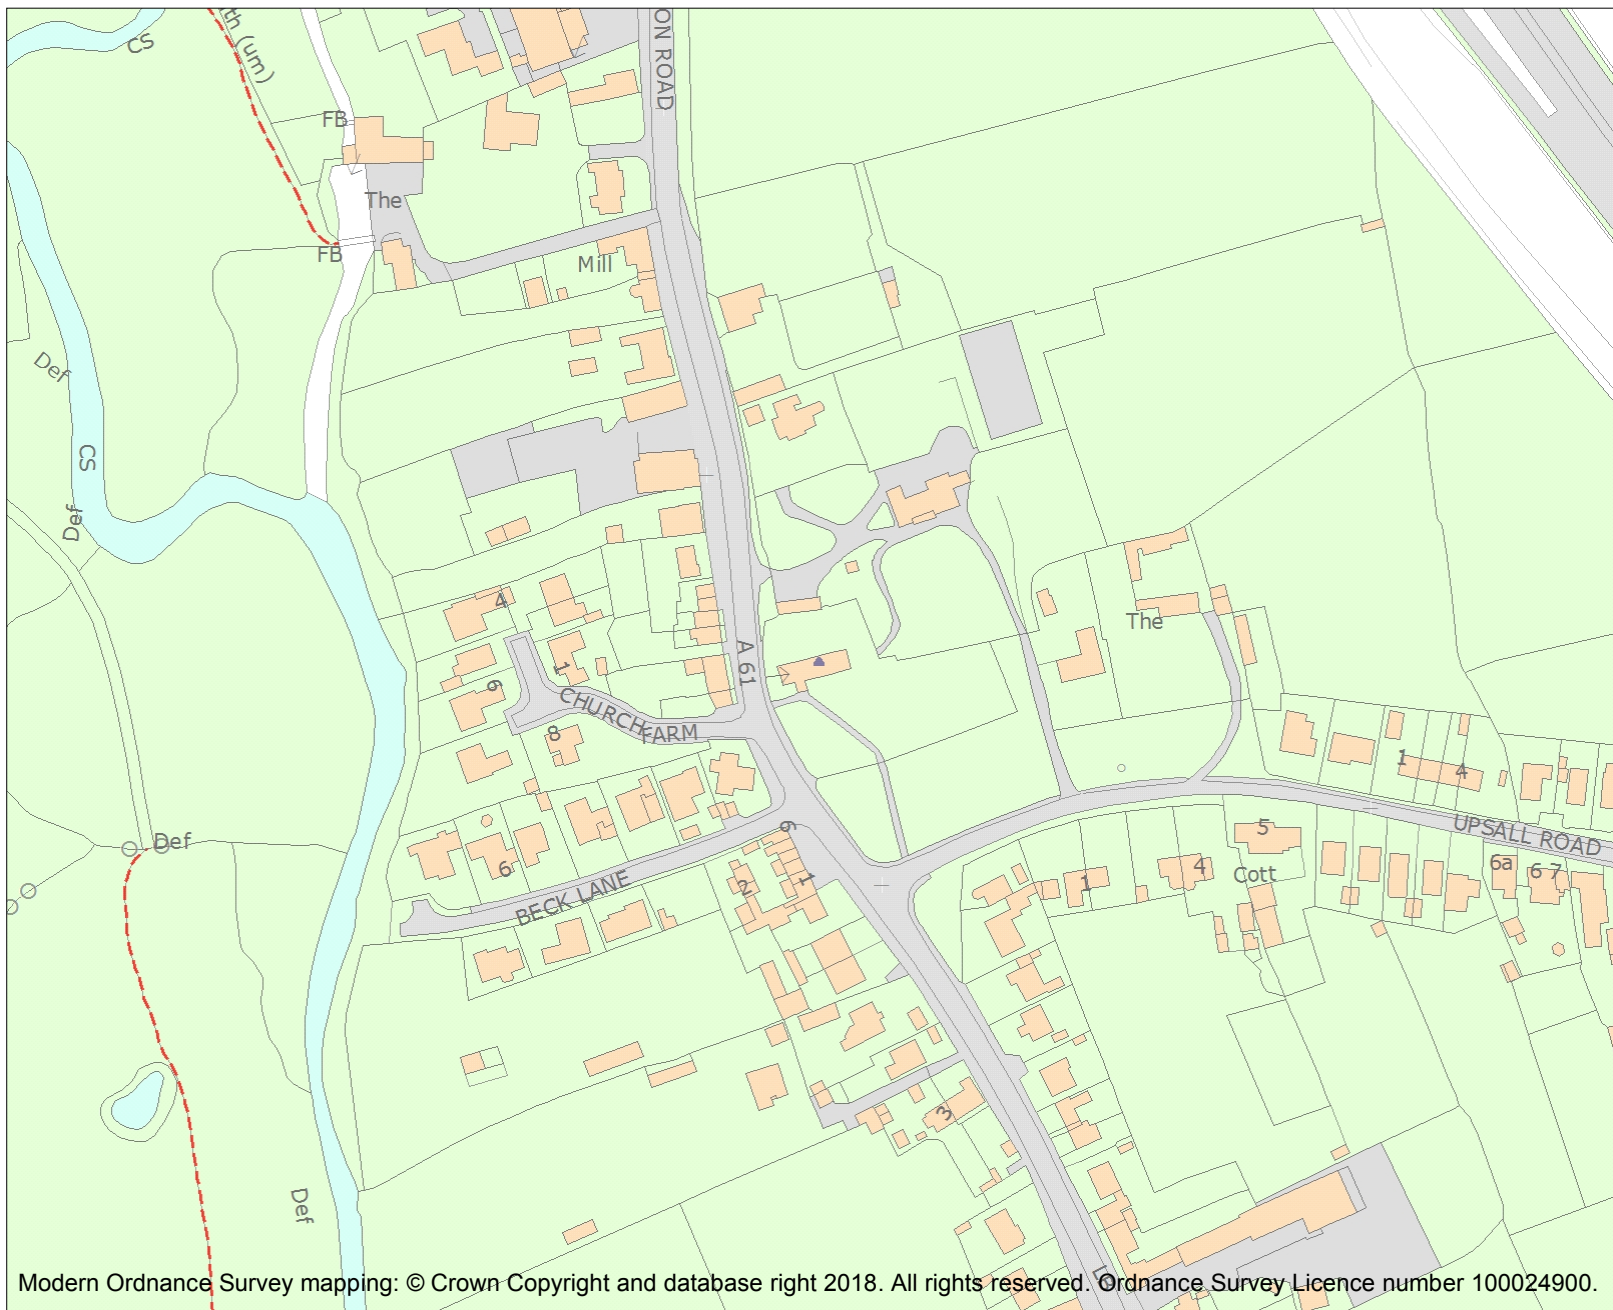 CS
th (um)
ON ROAD
FB
The
FB
Mill
Def
CS
Def
A 61
4
1
The
6
CHURCH FARM
8
1
4
UPSALL ROAD
5
6a
6 7
Def
6
6
BECK LANE
2
1
1
4
Cott
3
Def
Modern Ordnance Survey mapping: © Crown Copyright and database right 2018. All rights reserved. Ordnance Survey Licence number 100024900.